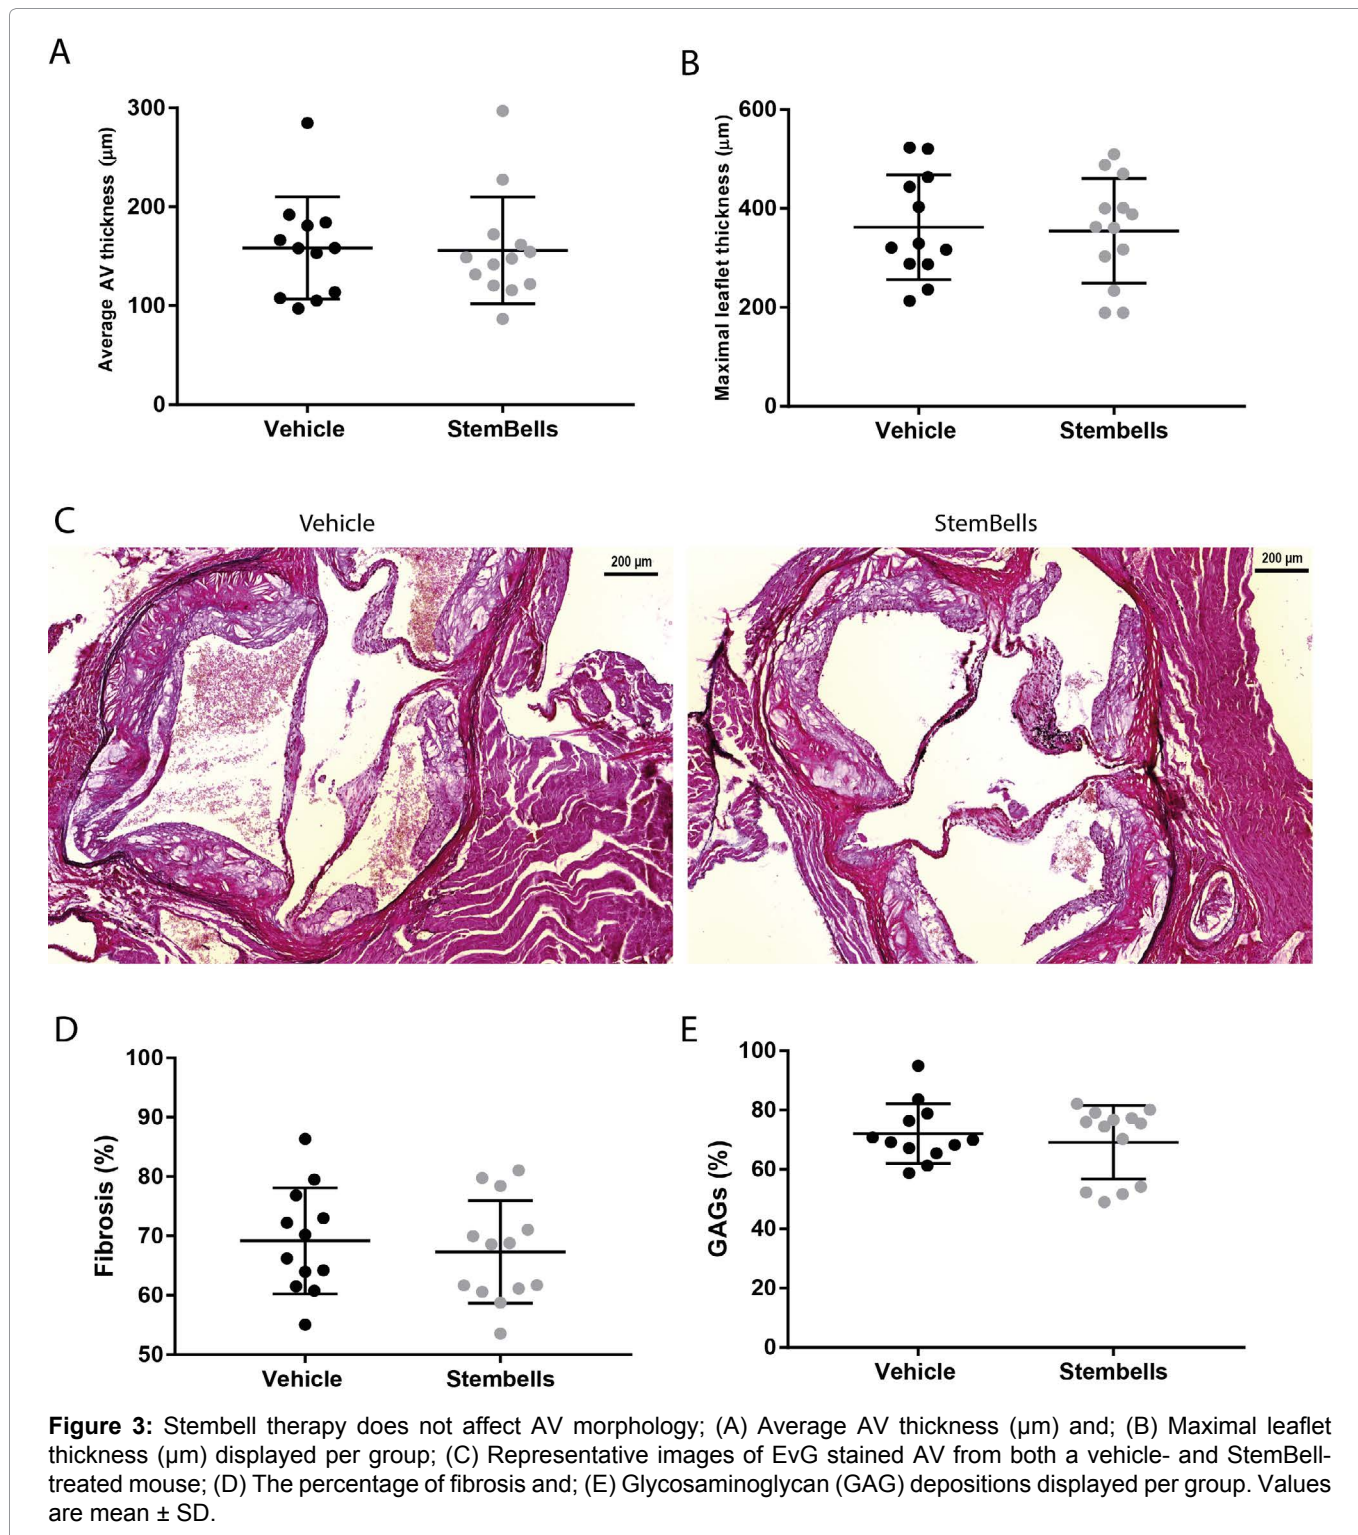 A
B
300
200
100
0
Average AV thickness (μm)
Vehicle
StemBells
600
400
200
0
Maximal leaflet thickness (μm)
Vehicle
Stembells
C
Vehicle
StemBells
200 μm
200 μm
D
E
100
90
80
70
60
50
Fibrosis (%)
Vehicle
Stembells
100
80
60
40
20
0
GAGs (%)
Vehicle
Stembells
Figure 3: Stembell therapy does not affect AV morphology; (A) Average AV thickness (μm) and; (B) Maximal leaflet
thickness (μm) displayed per group; (C) Representative images of EvG stained AV from both a vehicle- and StemBell-
treated mouse; (D) The percentage of fibrosis and; (E) Glycosaminoglycan (GAG) depositions displayed per group. Values
are mean ± SD.